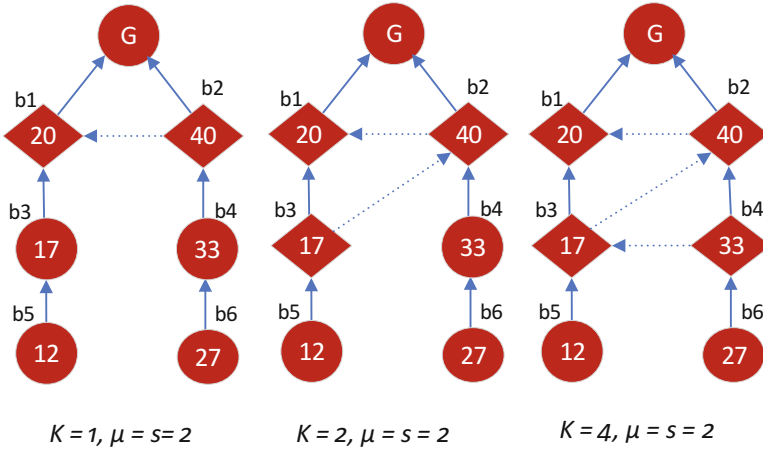 G
b1
b2
20
40
b3
b4
17
33
b5
b6
12
27
K = 1, μ = s= 2
G
b1
b2
20
40
b3
b4
17
33
b5
b6
12
27
K = 2, μ = s = 2
G
b1
b2
20
40
b3
b4
17
33
b5
b6
12
27
K = 4, μ = s = 2